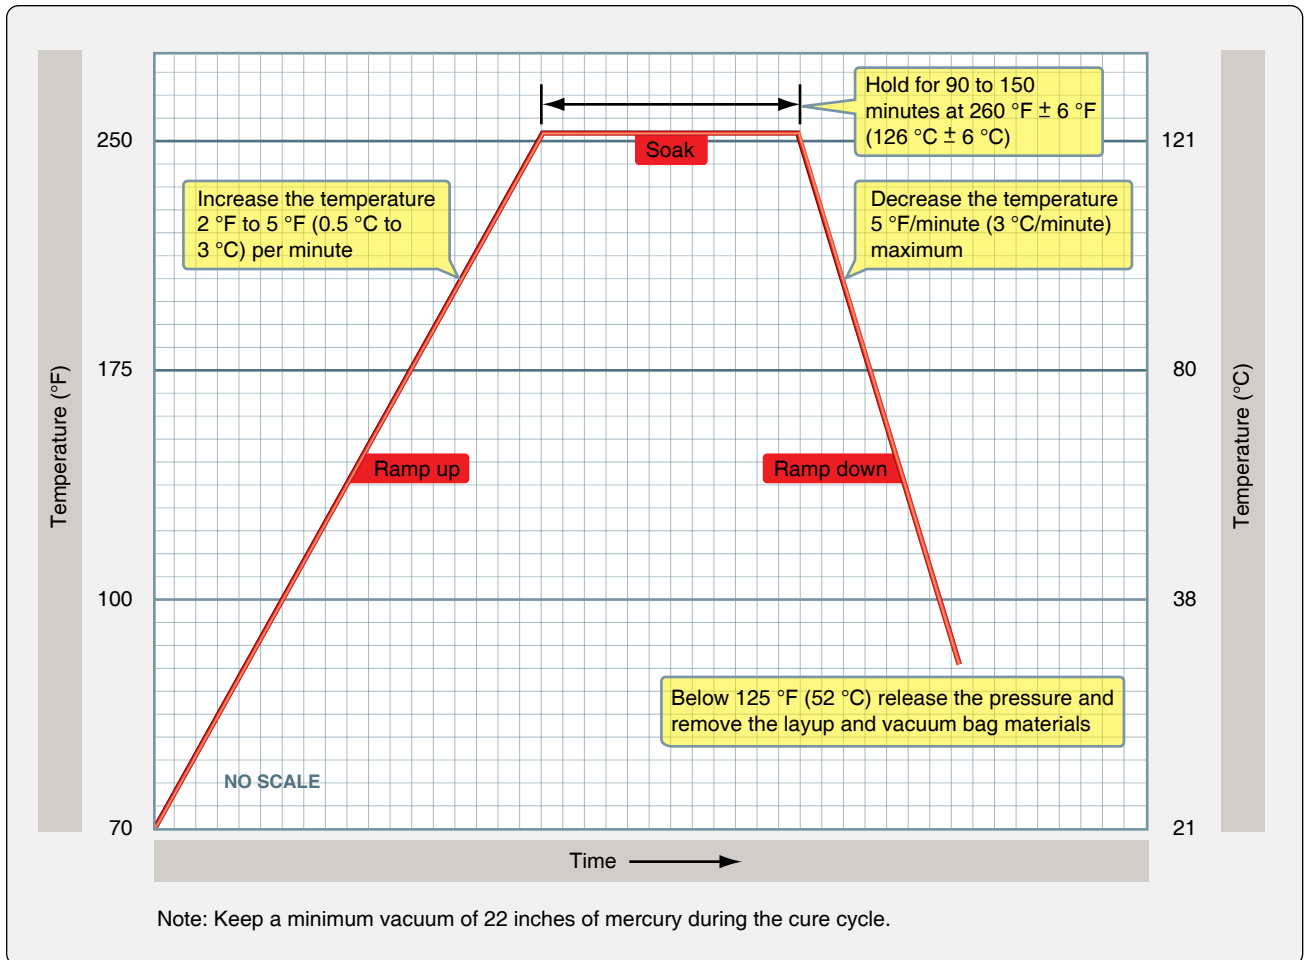 Temperature (°F)
250
175
100
70
Increase the temperature
2 °F to 5 °F (0.5 °C to
3 °C) per minute
Ramp up
NO SCALE
Soak
Hold for 90 to 150
minutes at 260 °F ± 6 °F
(126 °C ± 6 °C)
Decrease the temperature
5 °F/minute (3 °C/minute)
maximum
Ramp down
Below 125 °F (52 °C) release the pressure and
remove the layup and vacuum bag materials
121
80
38
21
Temperature (°C)
Time
Note: Keep a minimum vacuum of 22 inches of mercury during the cure cycle.